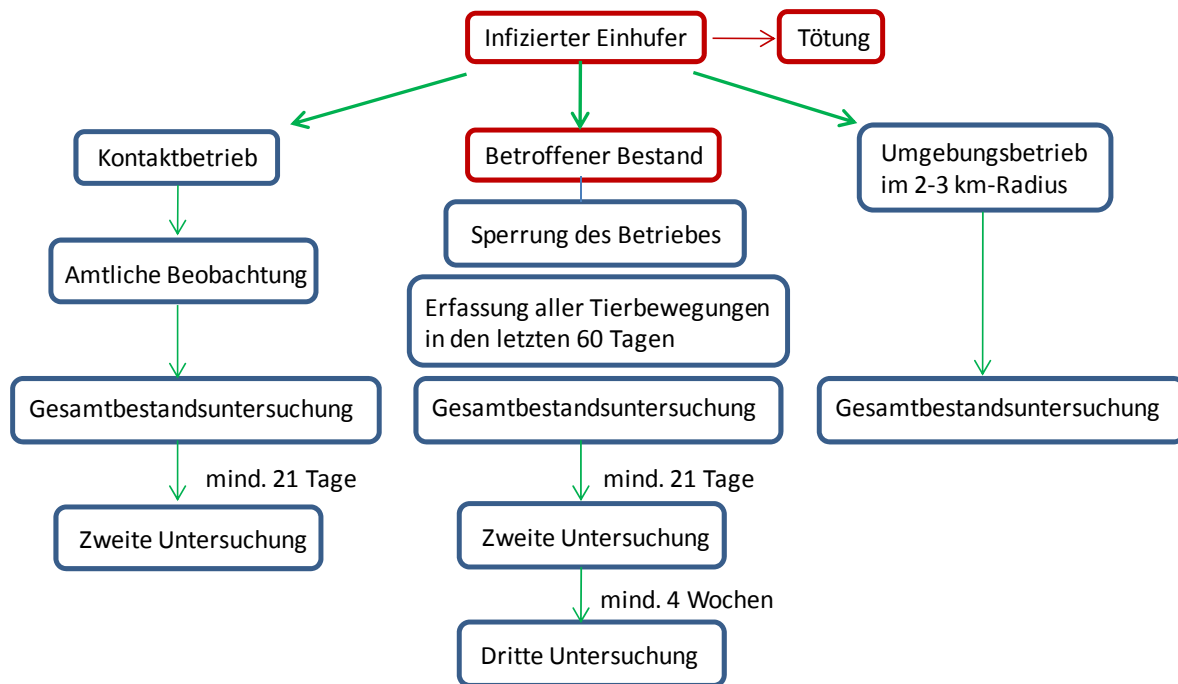 Infizierter Einhufer
Tötung
Kontaktbetrieb
Betroffener Bestand
Umgebungsbetrieb
im 2-3 km-Radius
Sperrung des Betriebes
Amtliche Beobachtung
Erfassung aller Tierbewegungen
in den letzten 60 Tagen
Gesamtbestandsuntersuchung
Gesamtbestandsuntersuchung
Gesamtbestandsuntersuchung
mind. 21 Tage
mind. 21 Tage
Zweite Untersuchung
Zweite Untersuchung
mind. 4 Wochen
Dritte Untersuchung